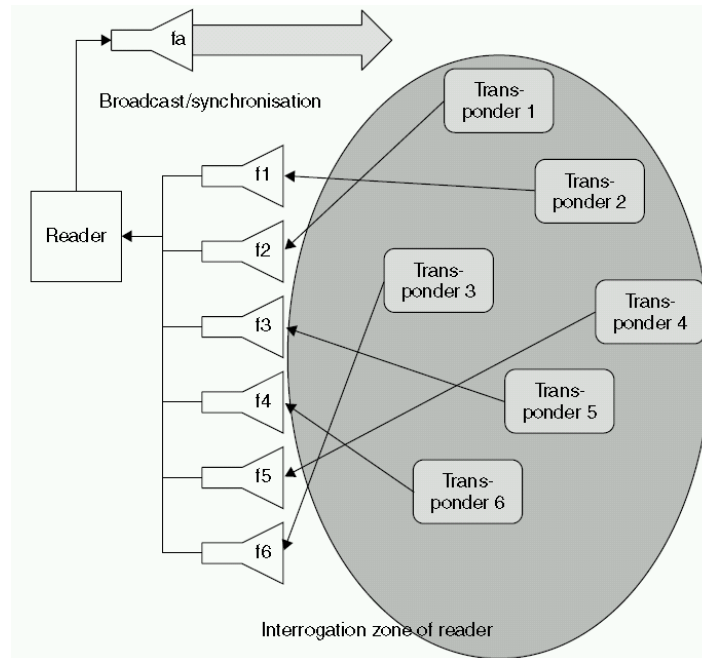 fa
Broadcast/synchronisation
Trans-
ponder 1
f1
Trans-
ponder 2
Reader
f2
Trans-
ponder 3
f3
Trans-
ponder 4
f4
Trans-
ponder 5
f5
Trans-
ponder 6
f6
Interrogation zone of reader